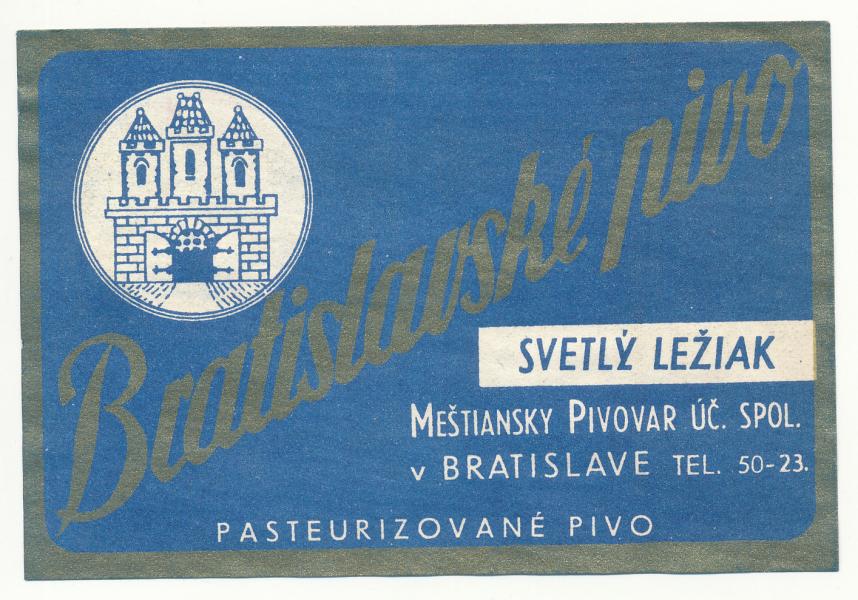 Bratislavské pivo
SVETLÝ LEŽIAK
MEŠTIANSKY PIVOVAR ÚČ. SPOL.
v BRATISLAVE TEL. 50-23.
PASTEURIZOVANÉ PIVO